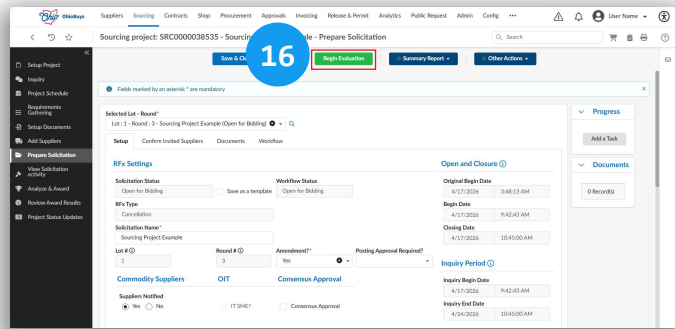 Ohio OhioBuys
Suppliers Sourcing Contracts Shop Procurement Approvals Invoicing Release & Permit Analytics Public Request Admin Config ••• User Name
Sourcing project: SRC0000038535 - Sourcing - Prepare Solicitation
Search
Save & Clo
16
Begin Evaluation
Summary Report
Other Actions
Setup Project
Inquiry
Project Schedule
Requirements Gathering
Setup Documents
Add Suppliers
Prepare Solicitation
View Solicitation activity
Analyze & Award
Review Award Results
Project Status Updates
Fields marked by an asterisk * are mandatory
Selected Lot - Round*
Lot : 1 - Round : 3 - Sourcing Project Example (Open for Bidding)
Setup Confirm Invited Suppliers Documents Workflow
RFx Settings
Solicitation Status
Open for Bidding
Save as a template
Workflow Status
Open for Bidding
RFx Type
Cancellation
Solicitation Name*
Sourcing Project Example
Lot #
1
Round #
3
Amendment?*
Yes
Posting Approval Required?
Commodity Suppliers
Suppliers Notified
Yes No
OIT
IT SME?
Consensus Approval
Consensus Approval
Open and Closure
Original Begin Date
4/17/2026 3:48:13 AM
Begin Date
4/17/2026 9:42:43 AM
Closing Date
4/17/2026 10:45:00 AM
Inquiry Period
Inquiry Begin Date
4/17/2026 9:42:43 AM
Inquiry End Date
4/24/2026 10:45:00 AM
Progress
Add a Task
Documents
0 Record(s)